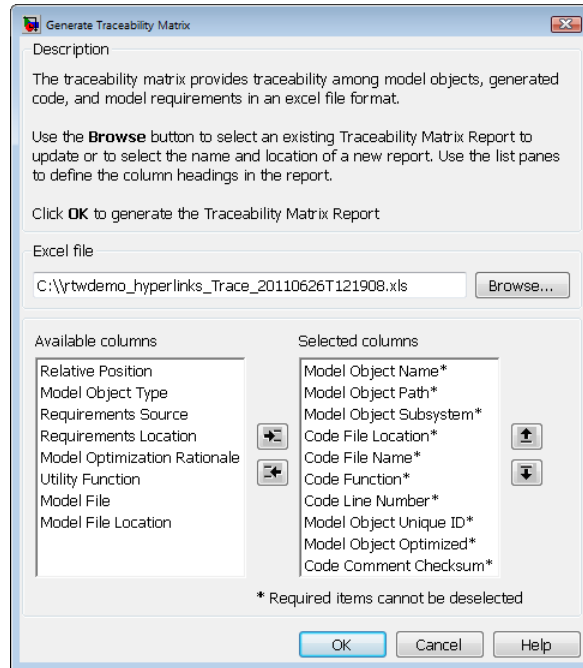 Generate Traceability Matrix
Description
The traceability matrix provides traceability among model objects, generated
code, and model requirements in an excel file format.
Use the Browse button to select an existing Traceability Matrix Report to
update or to select the name and location of a new report. Use the list panes
to define the column headings in the report.
Click OK to generate the Traceability Matrix Report
Excel file
C:\\rtwdemo_hyperlinks_Trace_20110626T121908.xls
Browse...
Available columns
Relative Position
Model Object Type
Requirements Source
Requirements Location
Model Optimization Rationale
Utility Function
Model File
Model File Location
Selected columns
Model Object Name*
Model Object Path*
Model Object Subsystem*
Code File Location*
Code File Name*
Code Function*
Code Line Number*
Model Object Unique ID*
Model Object Optimized*
Code Comment Checksum*
* Required items cannot be deselected
OK
Cancel
Help